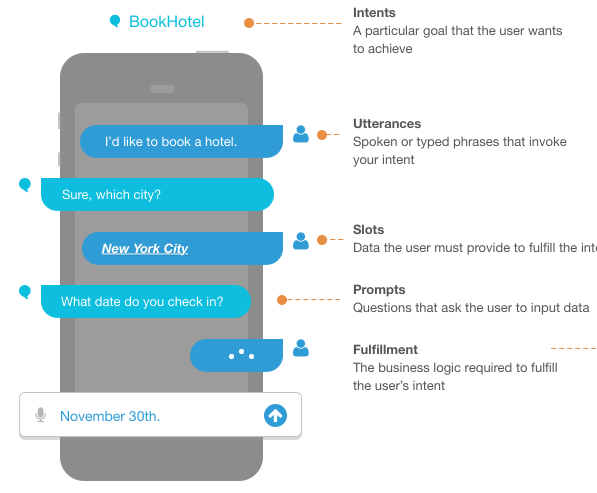 BookHotel
Intents
A particular goal that the user wants
to achieve
I'd like to book a hotel.
Utterances
Spoken or typed phrases that invoke
your intent
Sure, which city?
New York City
Slots
Data the user must provide to fulfill the
What date do you check in?
Prompts
Questions that ask the user to input data
Fulfillment
The business logic required to fulfill
the user's intent
November 30th.